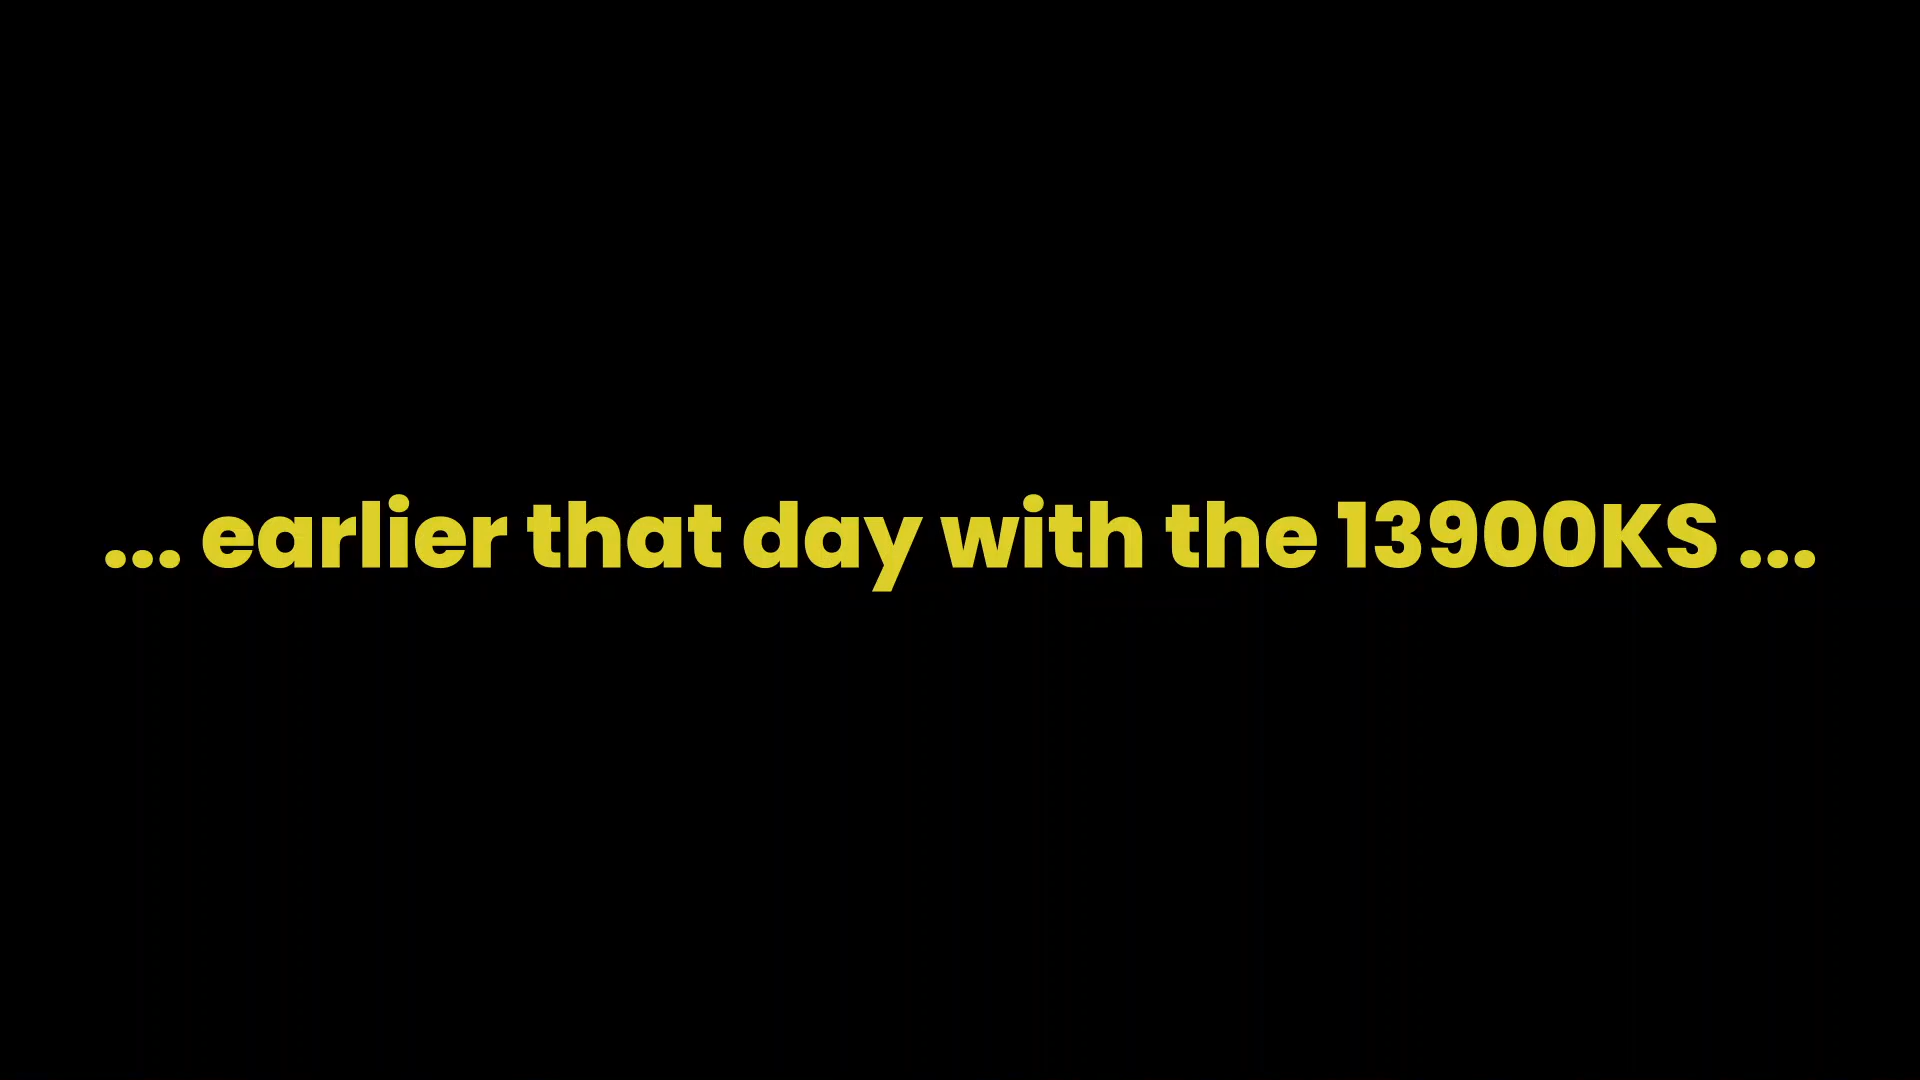 ... earlier that day with the 13900KS ...